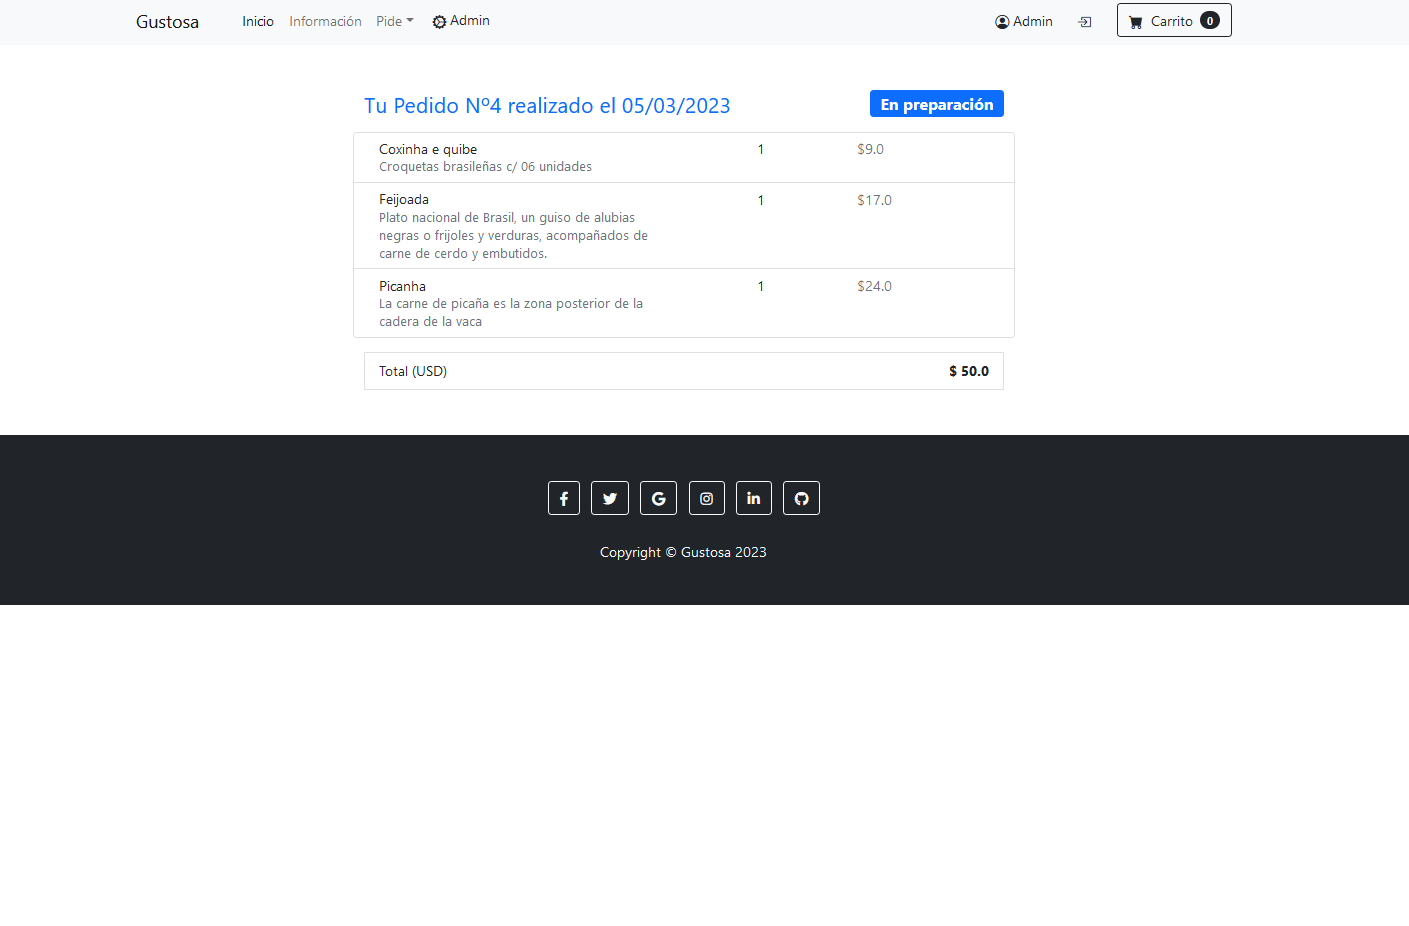 Gustosa Inicio Información Pide Admin Admin Carrito 0
Tu Pedido Nº4 realizado el 05/03/2023 En preparación
Coxinha e quibe 1 $9.0
Croquetas brasileñas c/ 06 unidades
Feijoada 1 $17.0
Plato nacional de Brasil, un guiso de alubias
negras o frijoles y verduras, acompañados de
carne de cerdo y embutidos.
Picanha 1 $24.0
La carne de picaña es la zona posterior de la
cadera de la vaca
Total (USD) $ 50.0
Copyright © Gustosa 2023